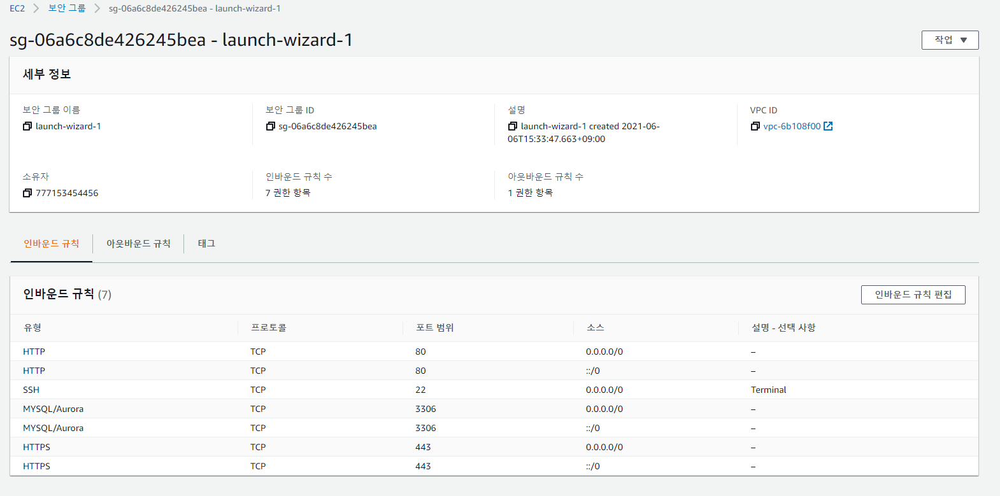 EC2 > 보안 그룹 > sg-06a6c8de426245bea - launch-wizard-1
sg-06a6c8de426245bea - launch-wizard-1
작업 ▼
세부 정보
보안 그룹 이름
launch-wizard-1
보안 그룹 ID
sg-06a6c8de426245bea
설명
launch-wizard-1 created 2021-06-
06T15:33:47.663+09:00
VPC ID
vpc-6b108f00
소유자
777153454456
인바운드 규칙 수
7 권한 항목
아웃바운드 규칙 수
1 권한 항목
인바운드 규칙 아웃바운드 규칙 태그
인바운드 규칙 (7)
인바운드 규칙 편집
유형 프로토콜 포트 범위 소스 설명 - 선택 사항
HTTP TCP 80 0.0.0.0/0 –
HTTP TCP 80 ::/0 –
SSH TCP 22 0.0.0.0/0 Terminal
MYSQL/Aurora TCP 3306 0.0.0.0/0 –
MYSQL/Aurora TCP 3306 ::/0 –
HTTPS TCP 443 0.0.0.0/0 –
HTTPS TCP 443 ::/0 –